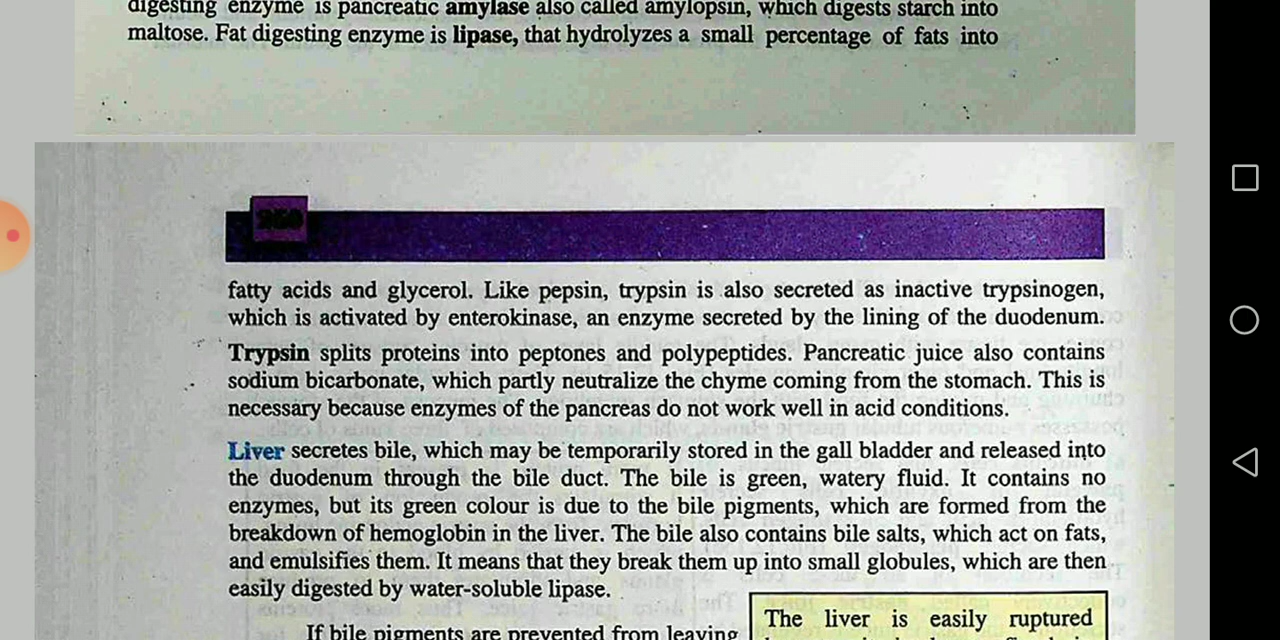 digesting enzyme is pancreatic amylase also called amylopsin, which digests starch into
maltose. Fat digesting enzyme is lipase, that hydrolyzes a small percentage of fats into
fatty acids and glycerol. Like pepsin, trypsin is also secreted as inactive trypsinogen,
which is activated by enterokinase, an enzyme secreted by the lining of the duodenum.
Trypsin splits proteins into peptones and polypeptides. Pancreatic juice also contains
sodium bicarbonate, which partly neutralize the chyme coming from the stomach. This is
necessary because enzymes of the pancreas do not work well in acid conditions.
Liver secretes bile, which may be temporarily stored in the gall bladder and released into
the duodenum through the bile duct. The bile is green, watery fluid. It contains no
enzymes, but its green colour is due to the bile pigments, which are formed from the
breakdown of hemoglobin in the liver. The bile also contains bile salts, which act on fats,
and emulsifies them. It means that they break them up into small globules, which are then
easily digested by water-soluble lipase.
If bile pigments are prevented from leaving
The liver is easily ruptured